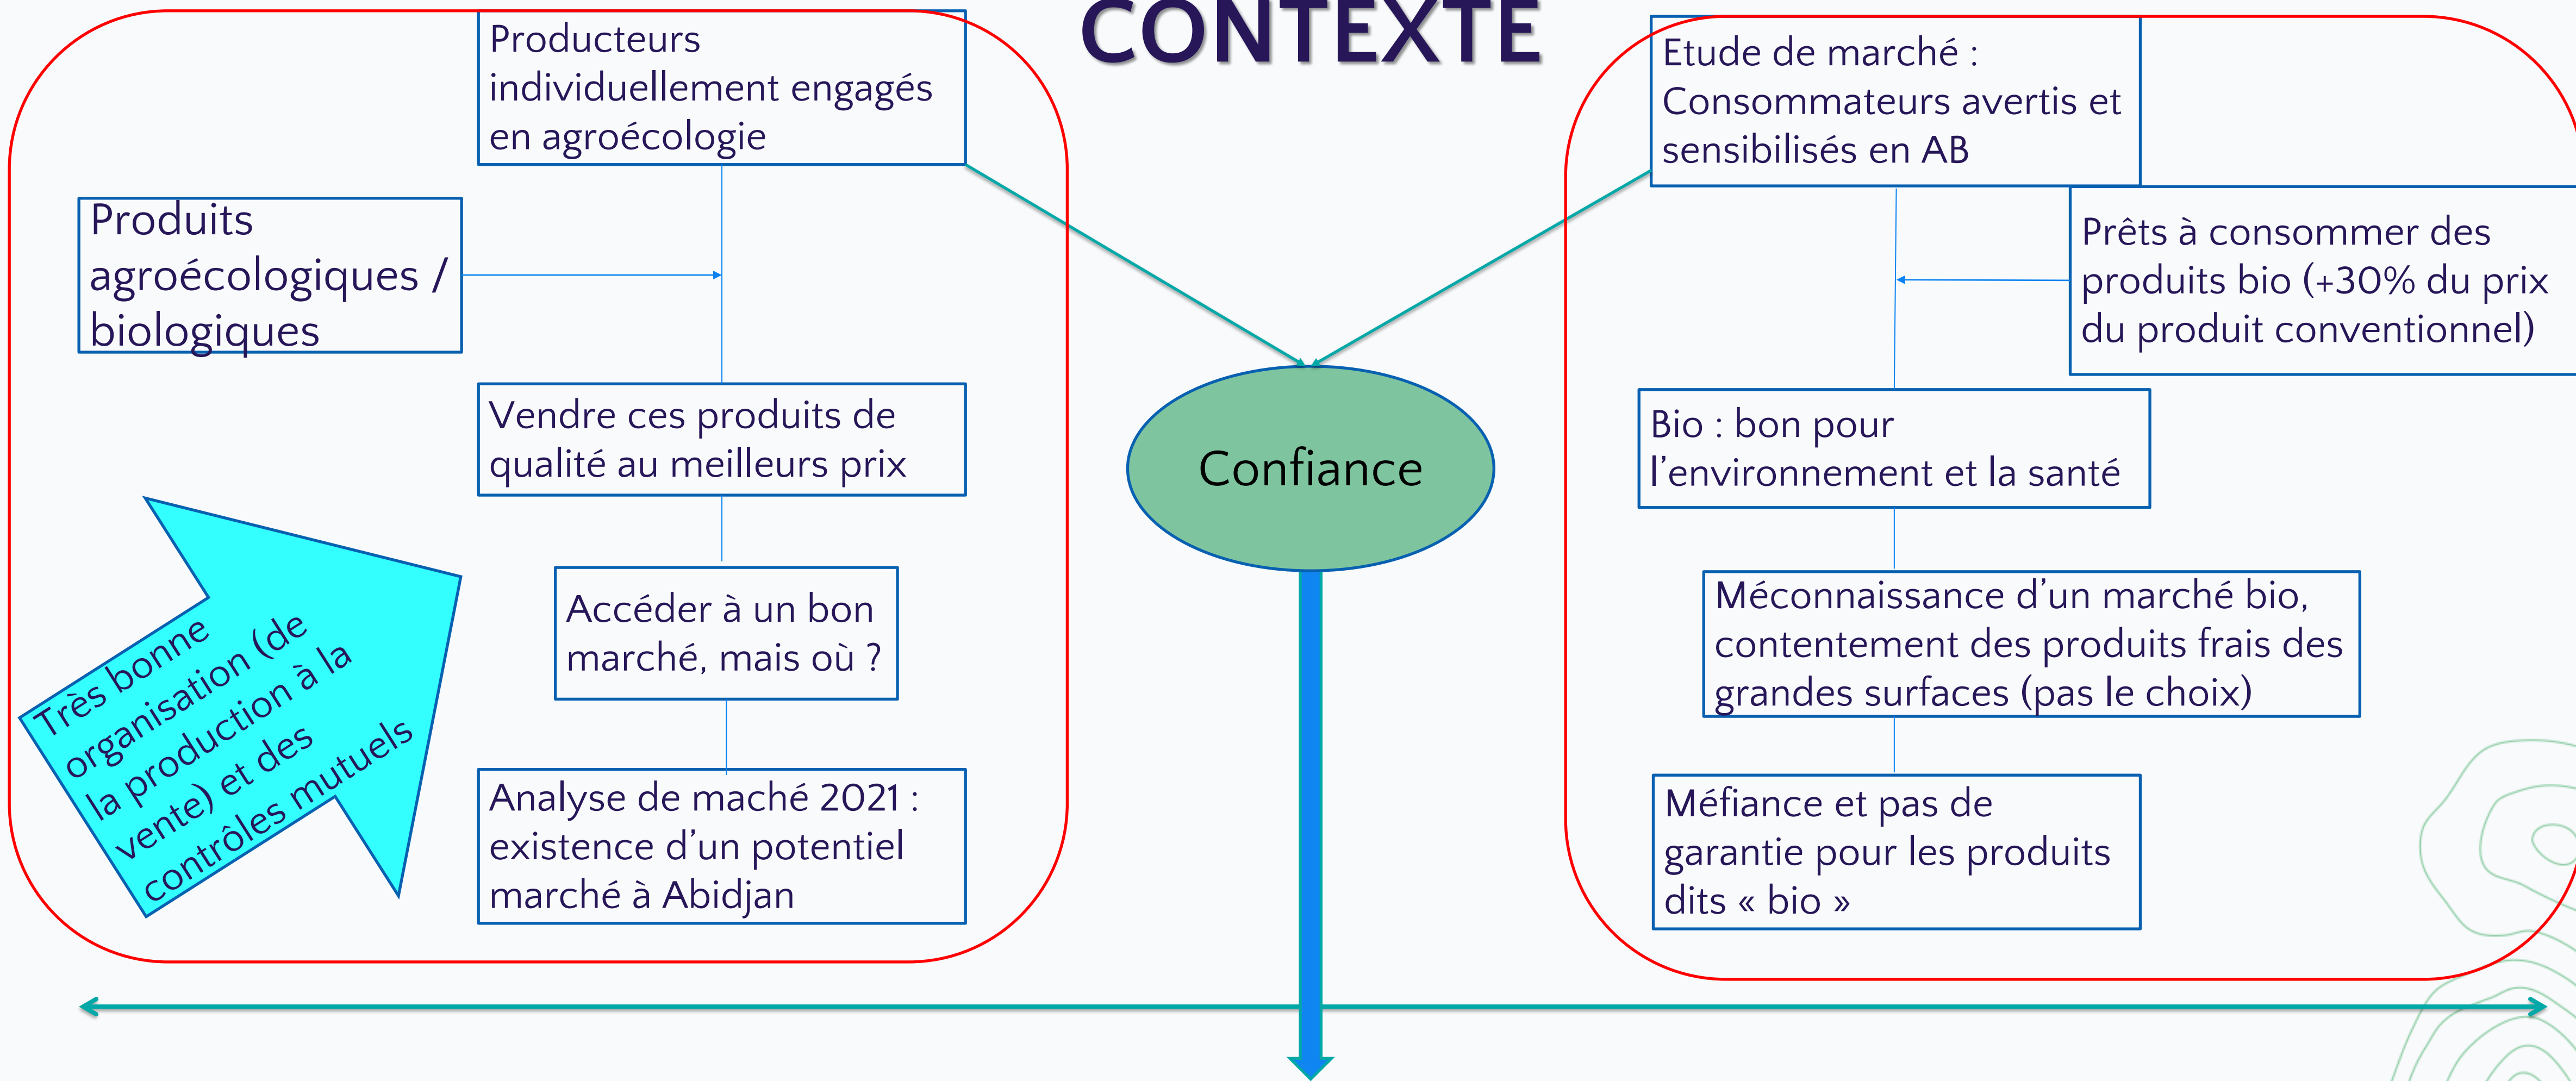 CONTEXTE
Producteurs
individuellement engagés
en agroécologie
Produits
agroécologiques /
biologiques
Vendre ces produits de
qualité au meilleurs prix
Accéder à un bon
marché, mais où ?
Analyse de maché 2021 :
existence d’un potentiel
marché à Abidjan
Très bonne
organisation (de
la production à la
vente) et des
contrôles mutuels
Confiance
Etude de marché :
Consommateurs avertis et
sensibilisés en AB
Prêts à consommer des
produits bio (+30% du prix
du produit conventionnel)
Bio : bon pour
l’environnement et la santé
Méconnaissance d’un marché bio,
contentement des produits frais des
grandes surfaces (pas le choix)
Méfiance et pas de
garantie pour les produits
dits « bio »